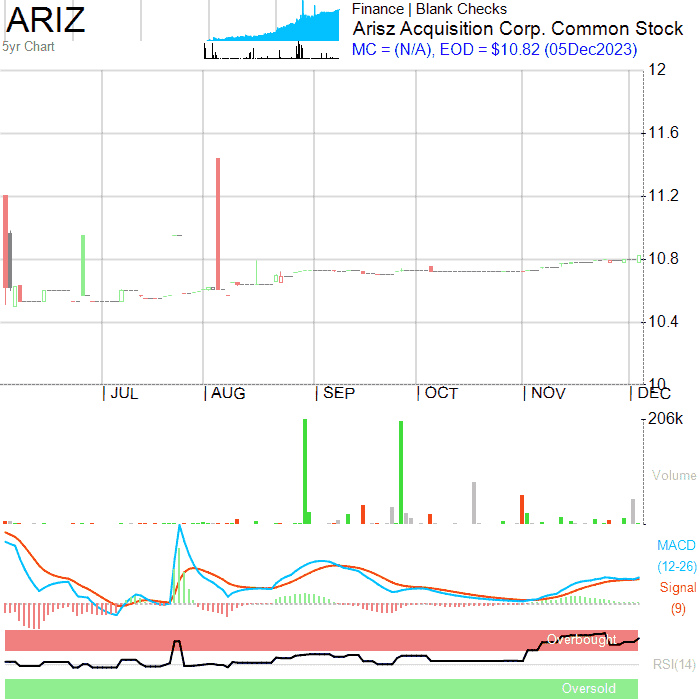 ARIZ
5yr Chart
Finance | Blank Checks
Arisz Acquisition Corp. Common Stock
MC = (N/A), EOD = $10.82 (05Dec2023)
12
11.6
11.2
10.8
10.4
10
JUL
AUG
SEP
OCT
NOV
DEC
206k
Volume
MACD
(12-26)
Signal
(9)
Overbought
RSI(14)
Oversold